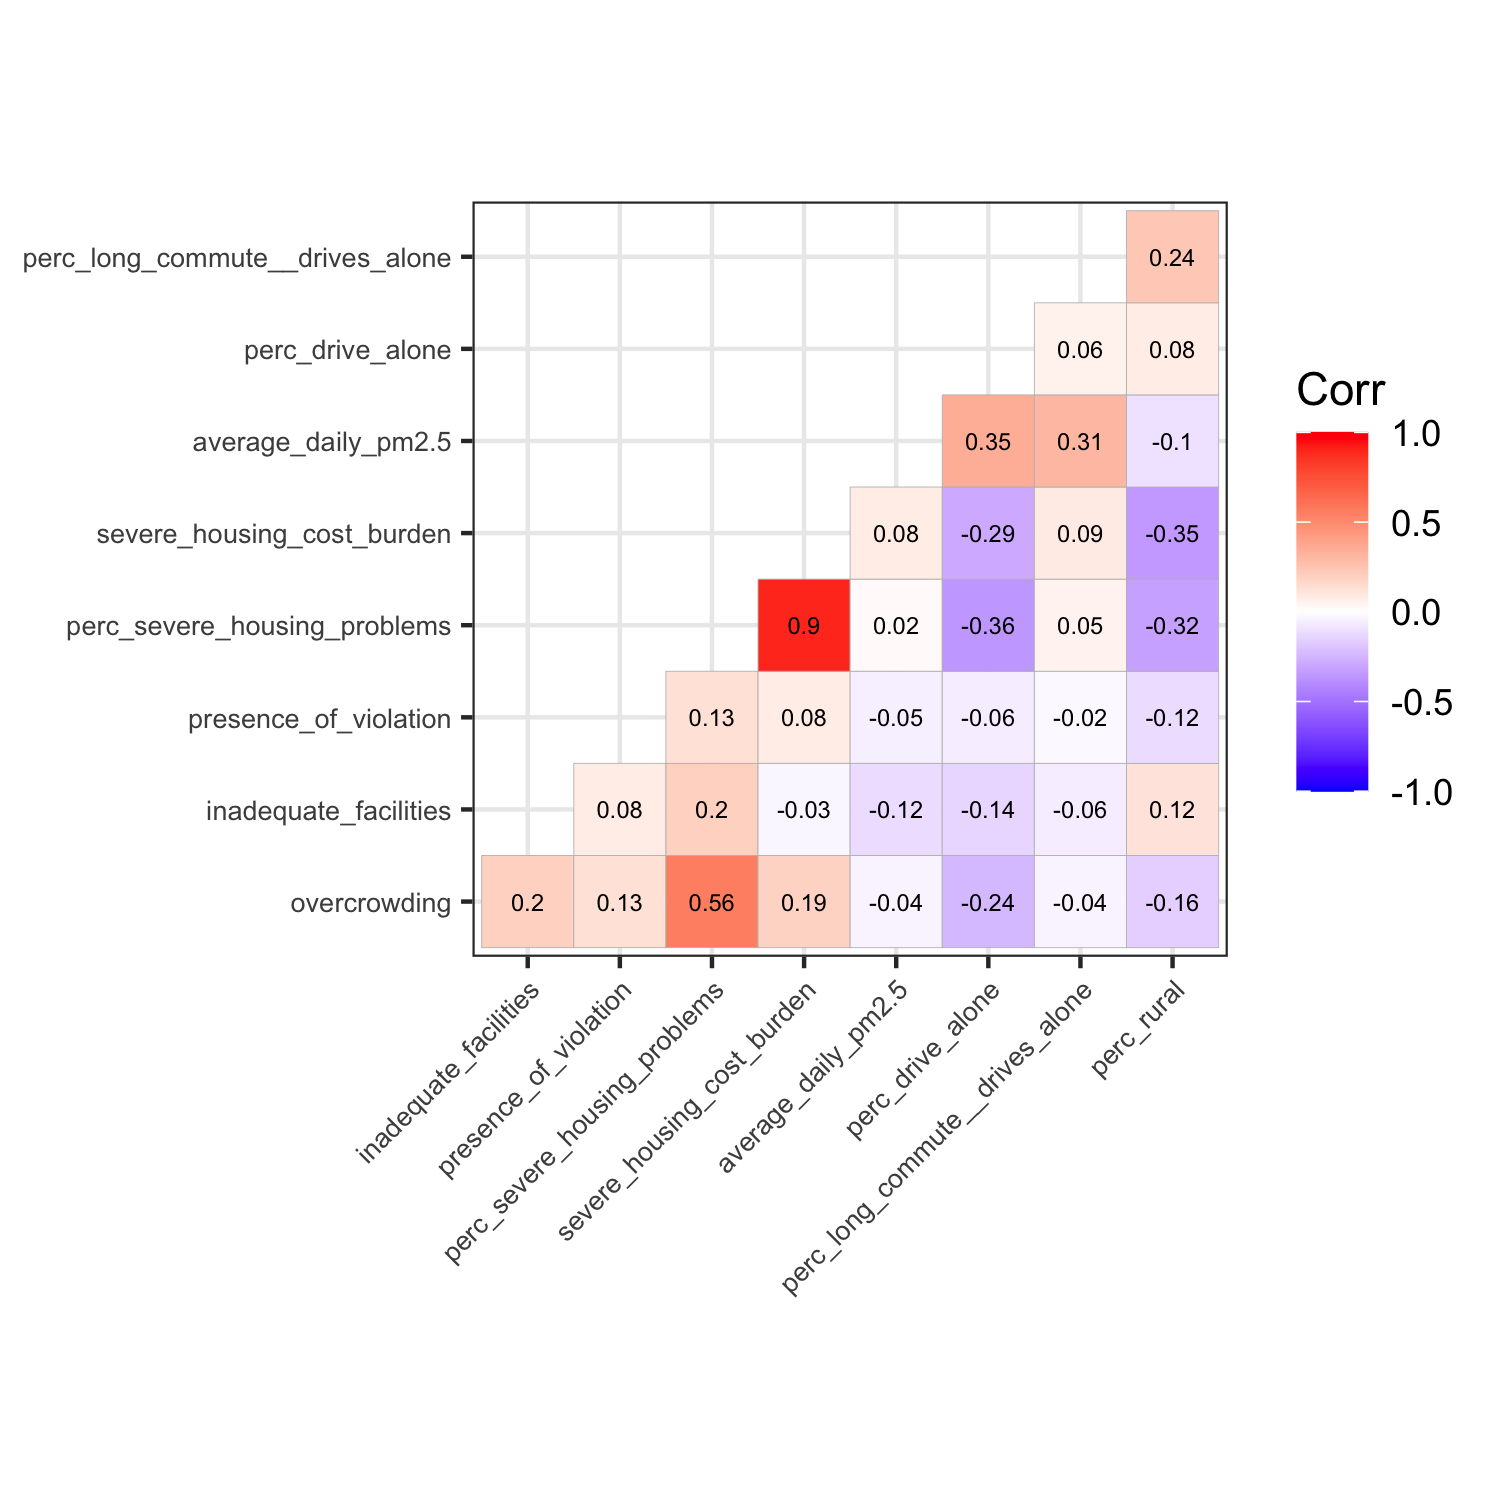 perc_long_commute__drives_alone 0.24
perc_drive_alone 0.06 0.08
average_daily_pm2.5 0.35 0.31 -0.1
severe_housing_cost_burden 0.08 -0.29 0.09 -0.35
perc_severe_housing_problems 0.9 0.02 -0.36 0.05 -0.32
presence_of_violation 0.13 0.08 -0.05 -0.06 -0.02 -0.12
inadequate_facilities 0.08 0.2 -0.03 -0.12 -0.14 -0.06 0.12
overcrowding 0.2 0.13 0.56 0.19 -0.04 -0.24 -0.04 -0.16
inadequate_facilities
presence_of_violation
perc_severe_housing_problems
severe_housing_cost_burden
average_daily_pm2.5
perc_drive_alone
perc_long_commute__drives_alone
perc_rural
Corr
1.0
0.5
0.0
-0.5
-1.0